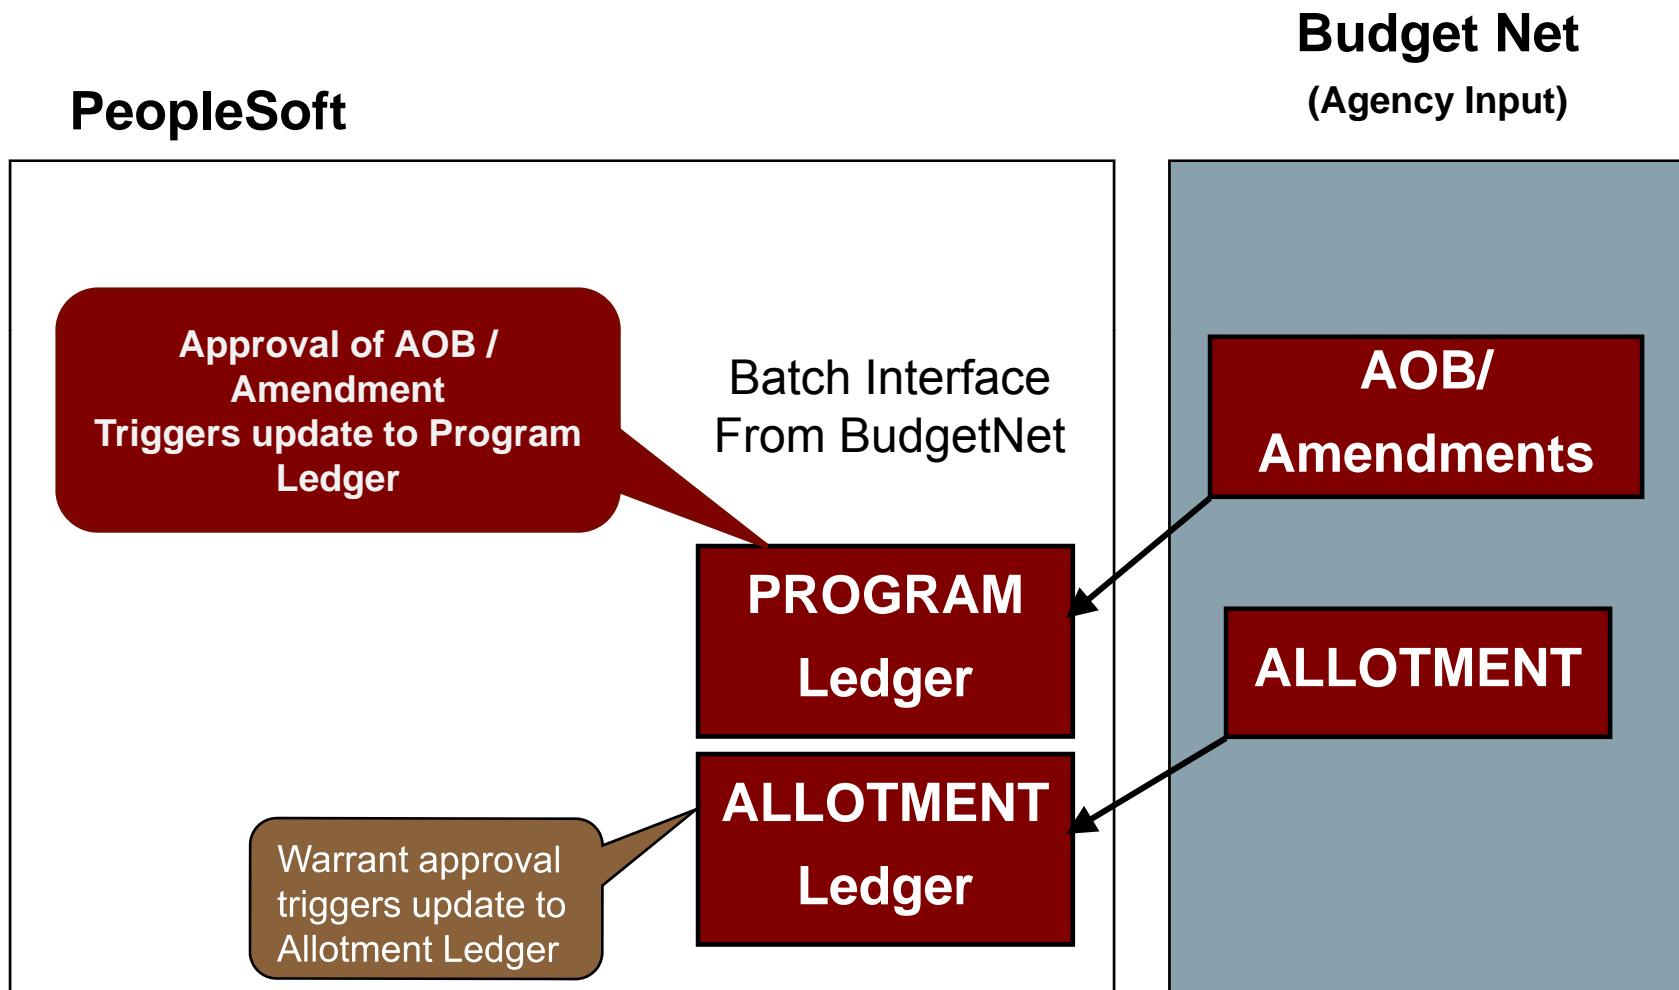 Budget Net
(Agency Input)
PeopleSoft
Approval of AOB /
Amendment
Triggers update to Program
Ledger
Batch Interface
From BudgetNet
AOB/
Amendments
PROGRAM
Ledger
ALLOTMENT
ALLOTMENT
Ledger
Warrant approval
triggers update to
Allotment Ledger